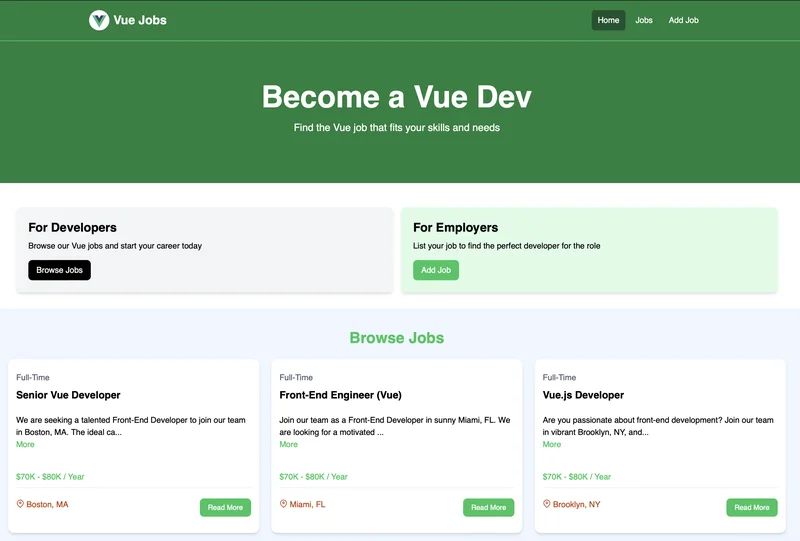 Vue Jobs
Home
Jobs
Add Job
Become a Vue Dev
Find the Vue job that fits your skills and needs
For Developers
Browse our Vue jobs and start your career today
Browse Jobs
For Employers
List your job to find the perfect developer for the role
Add Job
Browse Jobs
Full-Time
Senior Vue Developer
We are seeking a talented Front-End Developer to join our team
in Boston, MA. The ideal ca...
More
$70K - $80K / Year
Boston, MA
Read More
Full-Time
Front-End Engineer (Vue)
Join our team as a Front-End Developer in sunny Miami, FL. We
are looking for a motivated ...
More
$70K - $80K / Year
Miami, FL
Read More
Full-Time
Vue.js Developer
Are you passionate about front-end development? Join our team
in vibrant Brooklyn, NY, and...
More
$70K - $80K / Year
Brooklyn, NY
Read More